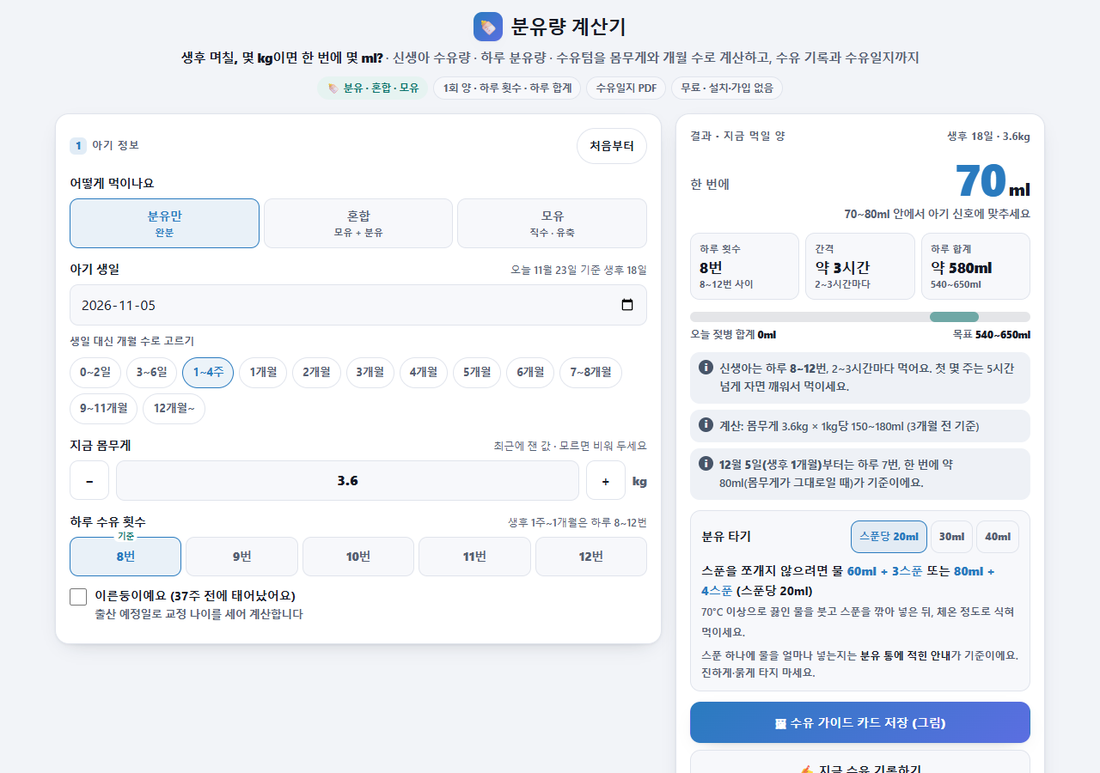 분유량 계산기
생후 며칠, 몇 kg이면 한 번에 몇 ml? · 신생아 수유량 · 하루 분유량 · 수유텀을 몸무게와 개월 수로 계산하고, 수유 기록과 수유일지까지
분유 · 혼합 · 모유
1회 양 · 하루 횟수 · 하루 합계
수유일지 PDF
무료 · 설치·가입 없음
1 아기 정보
처음부터
어떻게 먹이나요
분유만
완분
혼합
모유 + 분유
모유
직수 · 유축
아기 생일
오늘 11월 23일 기준 생후 18일
2026-11-05
생일 대신 개월 수로 고르기
0~2일
3~6일
1~4주
1개월
2개월
3개월
4개월
5개월
6개월
7~8개월
9~11개월
12개월~
지금 몸무게
최근에 잰 값 · 모르면 비워 두세요
−
3.6
+
kg
하루 수유 횟수
생후 1주~1개월은 하루 8~12번
기준
8번
9번
10번
11번
12번
이른둥이예요 (37주 전에 태어났어요)
출산 예정일로 교정 나이를 세어 계산합니다
결과 · 지금 먹일 양
생후 18일 · 3.6kg
한 번에
70 ml
70~80ml 안에서 아기 신호에 맞추세요
하루 횟수
8번
8~12번 사이
간격
약 3시간
2~3시간마다
하루 합계
약 580ml
540~650ml
오늘 젖병 합계 0ml
목표 540~650ml
신생아는 하루 8~12번, 2~3시간마다 먹어요. 첫 몇 주는 5시간
넘게 자면 깨워서 먹이세요.
계산: 몸무게 3.6kg × 1kg당 150~180ml (3개월 전 기준)
12월 5일(생후 1개월)부터는 하루 7번, 한 번에 약
80ml(몸무게가 그대로일 때)가 기준이에요.
분유 타기
스푼당 20ml
30ml
40ml
스푼을 쪼개지 않으려면 물 60ml + 3스푼 또는 80ml +
4스푼 (스푼당 20ml)
70°C 이상으로 끓인 물을 붓고 스푼을 깎아 넣은 뒤, 체온 정도로 식혀
먹이세요.
스푼 하나에 물을 얼마나 넣는지는 분유 통에 적힌 안내가 기준이에요.
진하게·묽게 타지 마세요.
수유 가이드 카드 저장 (그림)
지금 수유 기록하기